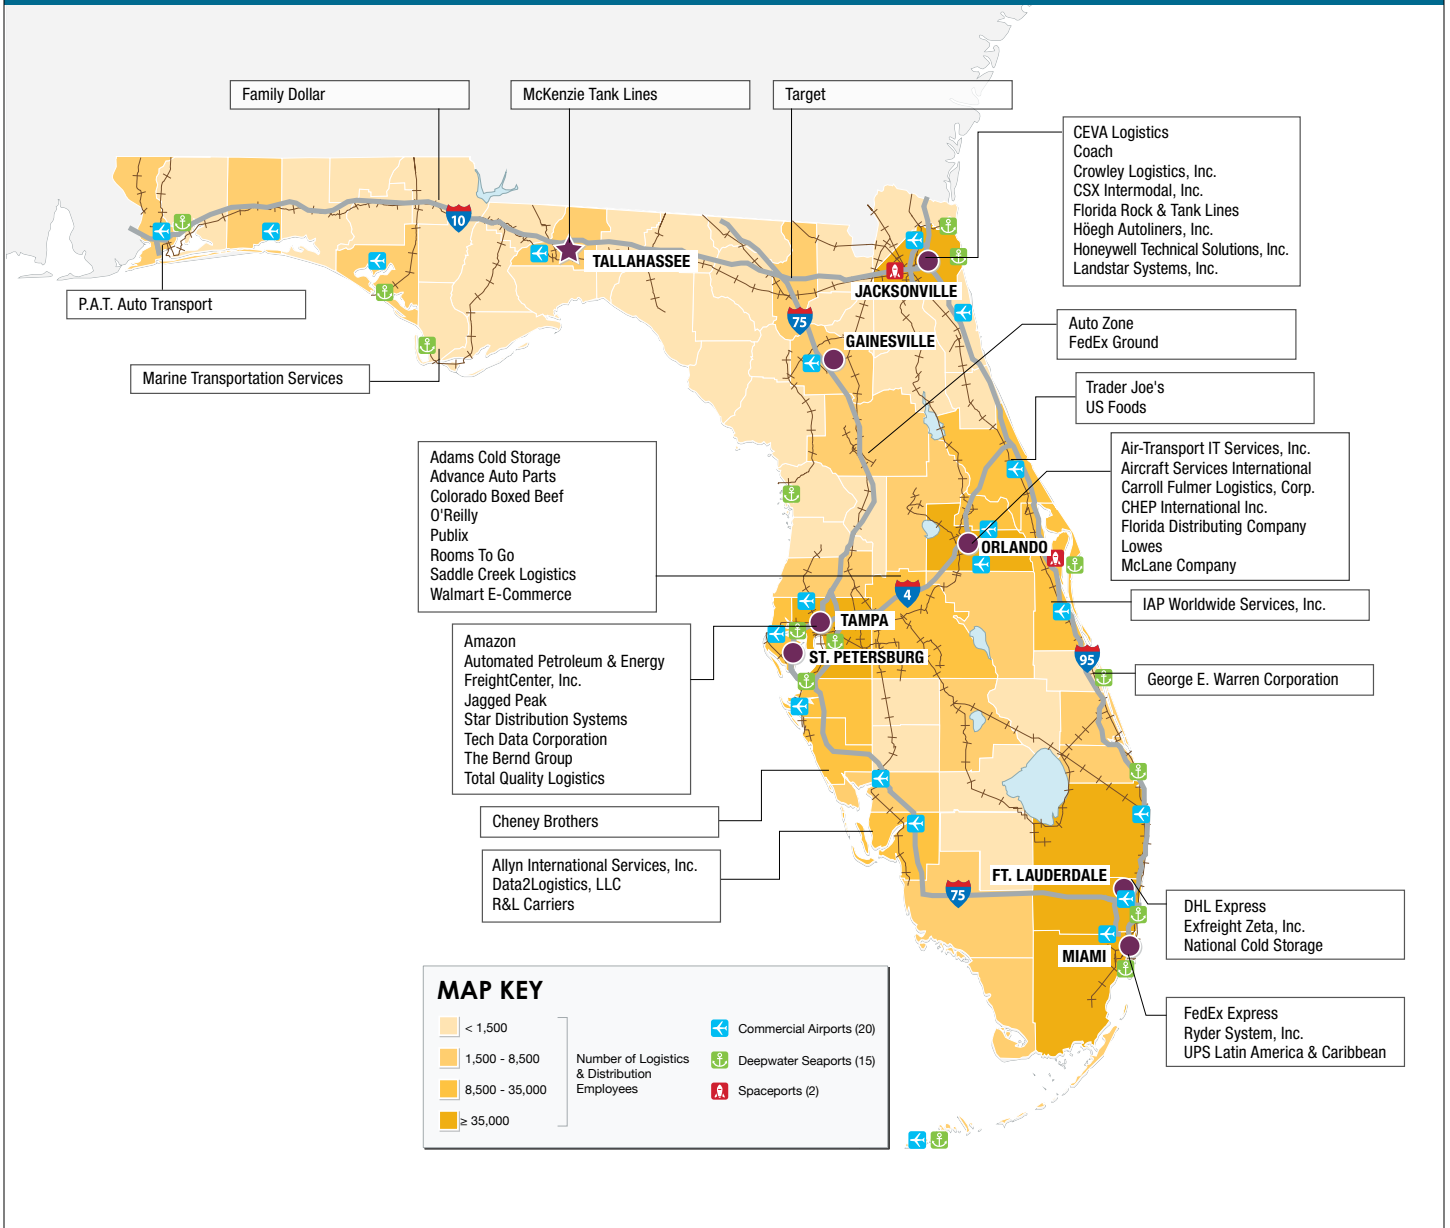 Family Dollar
McKenzie Tank Lines
Target
CEVA Logistics
Coach
Crowley Logistics, Inc.
CSX Intermodal, Inc.
Florida Rock & Tank Lines
Höegh Autoliners, Inc.
Honeywell Technical Solutions, Inc.
Landstar Systems, Inc.
10
TALLAHASSEE
JACKSONVILLE
P.A.T. Auto Transport
75
GAINESVILLE
Auto Zone
FedEx Ground
Marine Transportation Services
Trader Joe's
US Foods
Adams Cold Storage
Advance Auto Parts
Colorado Boxed Beef
O'Reilly
Publix
Rooms To Go
Saddle Creek Logistics
Walmart E-Commerce
Air-Transport IT Services, Inc.
Aircraft Services International
Carroll Fulmer Logistics, Corp.
CHEP International Inc.
Florida Distributing Company
Lowes
McLane Company
ORLANDO
4
IAP Worldwide Services, Inc.
TAMPA
ST. PETERSBURG
95
George E. Warren Corporation
Amazon
Automated Petroleum & Energy
FreightCenter, Inc.
Jagged Peak
Star Distribution Systems
Tech Data Corporation
The Bernd Group
Total Quality Logistics
Cheney Brothers
Allyn International Services, Inc.
Data2Logistics, LLC
R&L Carriers
FT. LAUDERDALE
75
DHL Express
Exfreight Zeta, Inc.
National Cold Storage
MIAMI
FedEx Express
Ryder System, Inc.
UPS Latin America & Caribbean
MAP KEY
< 1,500
1,500 - 8,500
8,500 - 35,000
≥ 35,000
Number of Logistics
& Distribution
Employees
Commercial Airports (20)
Deepwater Seaports (15)
Spaceports (2)